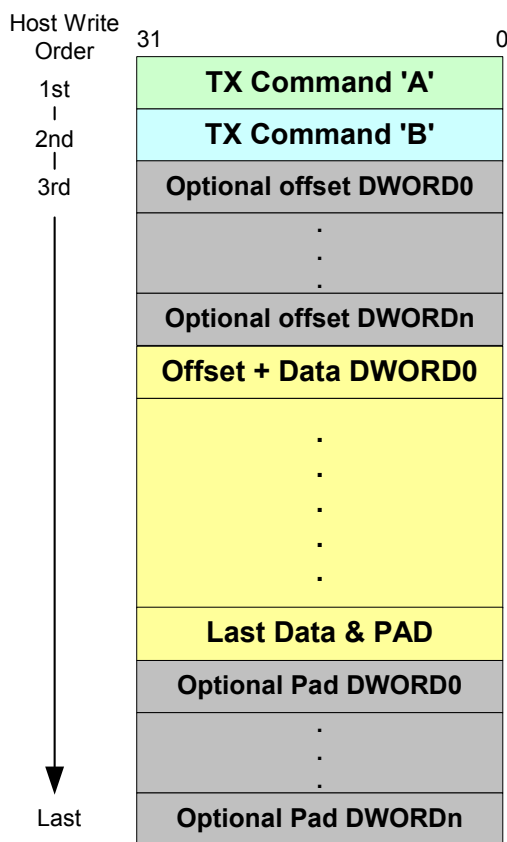 Host Write
Order
31
0
1st
TX Command 'A'
2nd
TX Command 'B'
3rd
Optional offset DWORD0
.
.
.
Optional offset DWORDn
Offset + Data DWORD0
.
.
.
.
.
Last Data & PAD
Optional Pad DWORD0
.
.
.
Last
Optional Pad DWORDn